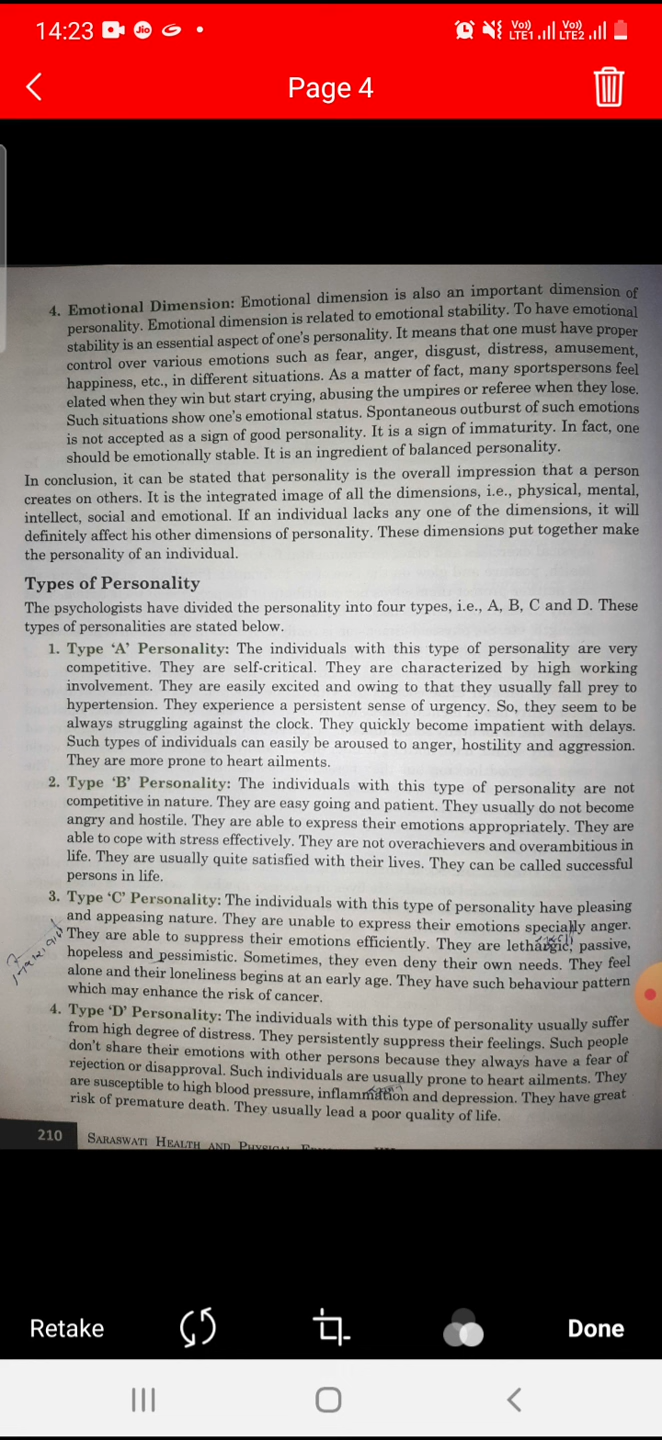 14:23 Jio Vo)) LTE1 Vo)) LTE2
Page 4
4. Emotional Dimension: Emotional dimension is also an important dimension of
personality. Emotional dimension is related to emotional stability. To have emotional
stability is an essential aspect of one's personality. It means that one must have proper
control over various emotions such as fear, anger, disgust, distress, amusement,
happiness, etc., in different situations. As a matter of fact, many sportspersons feel
elated when they win but start crying, abusing the umpires or referee when they lose.
Such situations show one's emotional status. Spontaneous outburst of such emotions
is not accepted as a sign of good personality. It is a sign of immaturity. In fact, one
should be emotionally stable. It is an ingredient of balanced personality.
In conclusion, it can be stated that personality is the overall impression that a person
creates on others. It is the integrated image of all the dimensions, i.e., physical, mental,
intellect, social and emotional. If an individual lacks any one of the dimensions, it will
definitely affect his other dimensions of personality. These dimensions put together make
the personality of an individual.
Types of Personality
The psychologists have divided the personality into four types, i.e., A, B, C and D. These
types of personalities are stated below.
1. Type 'A' Personality: The individuals with this type of personality are very
competitive. They are self-critical. They are characterized by high working
involvement. They are easily excited and owing to that they usually fall prey to
hypertension. They experience a persistent sense of urgency. So, they seem to be
always struggling against the clock. They quickly become impatient with delays.
Such types of individuals can easily be aroused to anger, hostility and aggression.
They are more prone to heart ailments.
2. Type 'B' Personality: The individuals with this type of personality are not
competitive in nature. They are easy going and patient. They usually do not become
angry and hostile. They are able to express their emotions appropriately. They are
able to cope with stress effectively. They are not overachievers and overambitious in
life. They are usually quite satisfied with their lives. They can be called successful
persons in life.
3. Type 'C' Personality: The individuals with this type of personality have pleasing
and appeasing nature. They are unable to express their emotions specially anger.
They are able to suppress their emotions efficiently. They are lethargic, passive,
hopeless and pessimistic. Sometimes, they even deny their own needs. They feel
alone and their loneliness begins at an early age. They have such behaviour pattern
which may enhance the risk of cancer.
4. Type 'D' Personality: The individuals with this type of personality usually suffer
from high degree of distress. They persistently suppress their feelings. Such people
don't share their emotions with other persons because they always have a fear of
rejection or disapproval. Such individuals are usually prone to heart ailments. They
are susceptible to high blood pressure, inflammation and depression. They have great
risk of premature death. They usually lead a poor quality of life.
210 SARASWATI HEALTH AND
Retake
Done